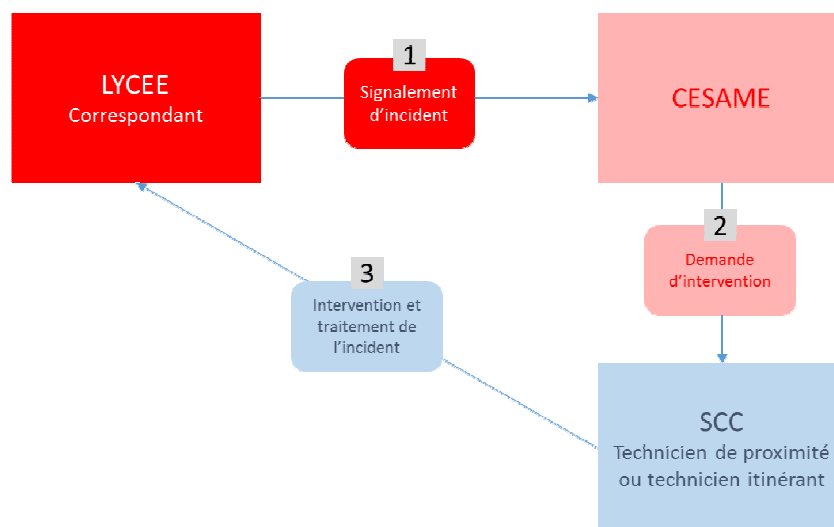 LYCEE
Correspondant
1
Signalement
d'incident
CESAME
2
Demande
d'intervention
3
Intervention et
traitement de
l'incident
SCC
Technicien de proximité
ou technicien itinérant